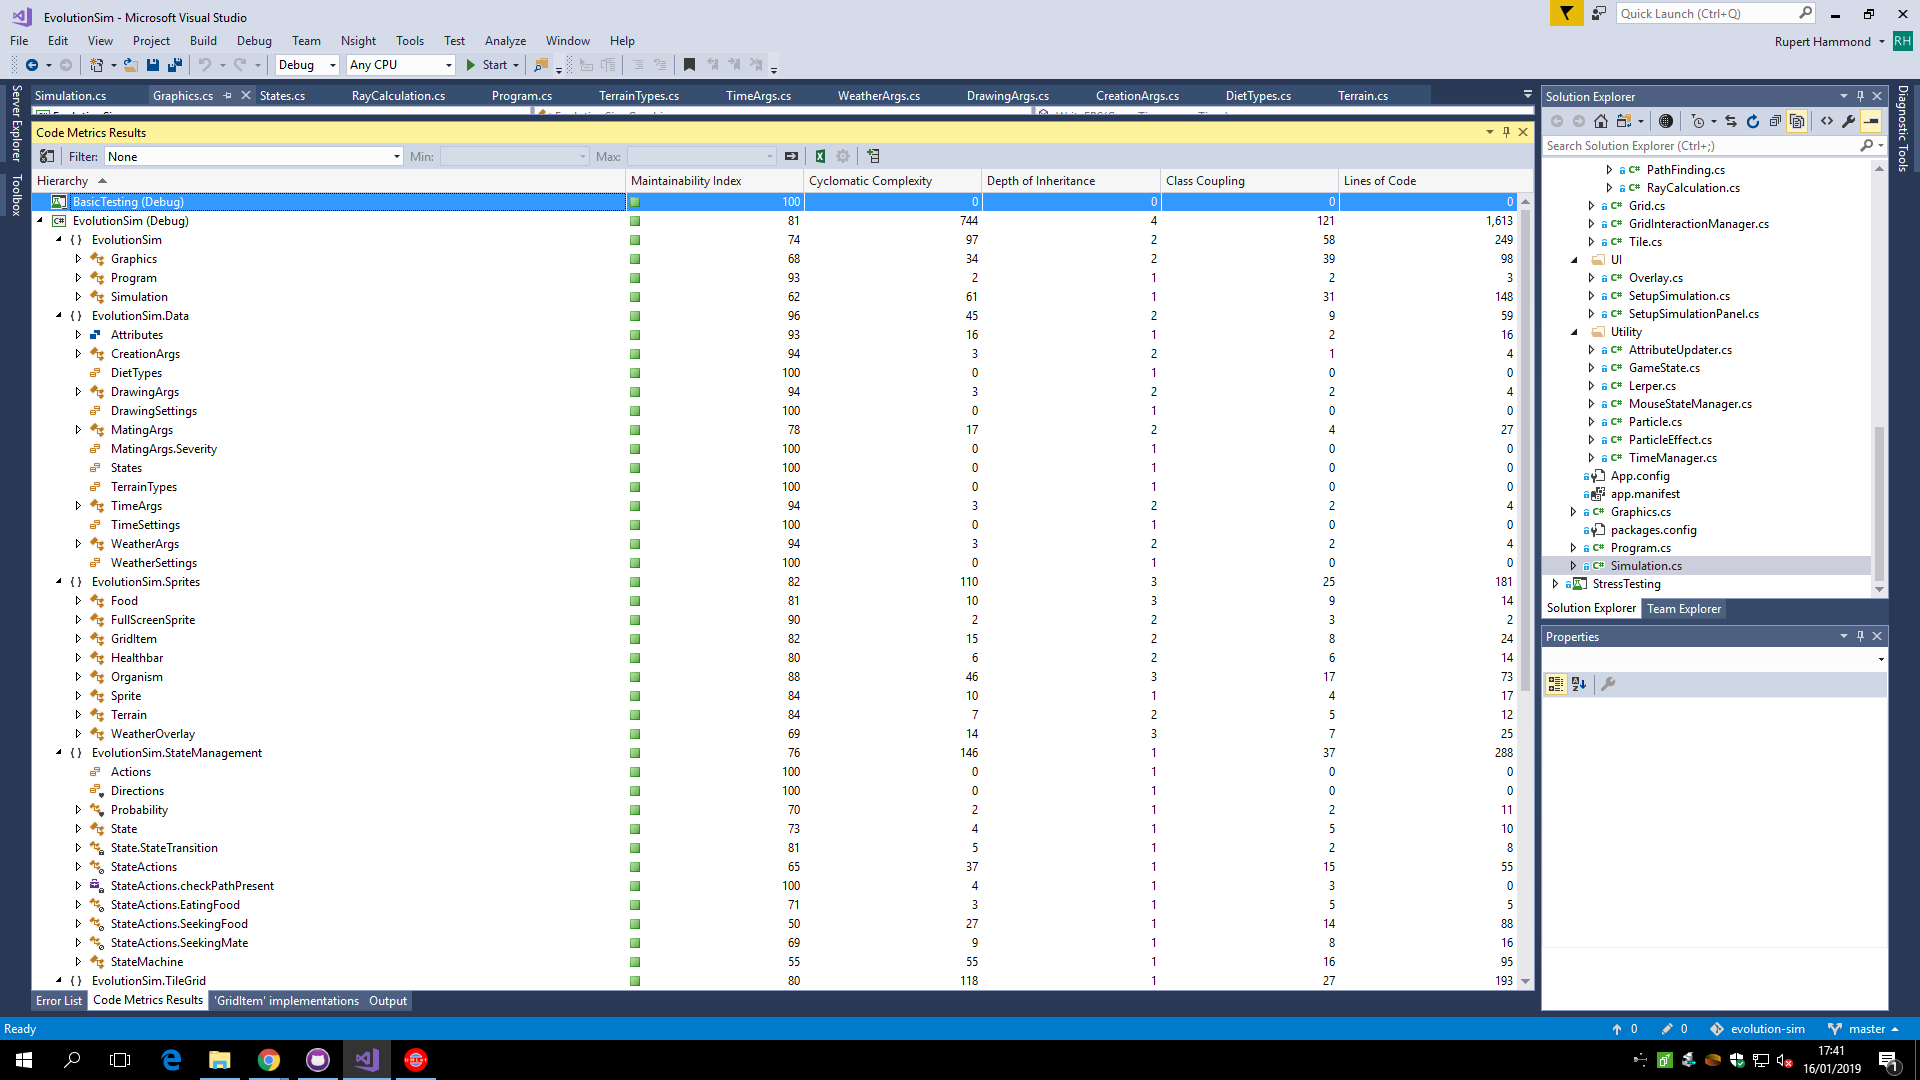 EvolutionSim - Microsoft Visual Studio
Quick Launch (Ctrl+Q)
File Edit View Project Build Debug Team Nsight Tools Test Analyze Window Help
Rupert Hammond RH
Debug Any CPU Start
Server Explorer
Toolbox
Simulation.cs Graphics.cs States.cs RayCalculation.cs Program.cs TerrainTypes.cs TimeArgs.cs WeatherArgs.cs DrawingArgs.cs CreationArgs.cs DietTypes.cs Terrain.cs
Code Metrics Results
Filter: None Min: Max:
Hierarchy Maintainability Index Cyclomatic Complexity Depth of Inheritance Class Coupling Lines of Code
BasicTesting (Debug) 100 0 0 0 0
EvolutionSim (Debug) 81 744 4 121 1,613
EvolutionSim 74 97 2 58 249
Graphics 68 34 2 39 98
Program 93 2 1 2 3
Simulation 62 61 1 31 148
EvolutionSim.Data 96 45 2 9 59
Attributes 93 16 1 2 16
CreationArgs 94 3 2 1 4
DietTypes 100 0 1 0 0
DrawingArgs 94 3 2 2 4
DrawingSettings 100 0 1 0 0
MatingArgs 78 17 2 4 27
MatingArgs.Severity 100 0 1 0 0
States 100 0 1 0 0
TerrainTypes 100 0 1 0 0
TimeArgs 94 3 2 2 4
TimeSettings 100 0 1 0 0
WeatherArgs 94 3 2 2 4
WeatherSettings 100 0 1 0 0
EvolutionSim.Sprites 82 110 3 25 181
Food 81 10 3 9 14
FullScreenSprite 90 2 2 3 2
GridItem 82 15 2 8 24
Healthbar 80 6 2 6 14
Organism 88 46 3 17 73
Sprite 84 10 1 4 17
Terrain 84 7 2 5 12
WeatherOverlay 69 14 3 7 25
EvolutionSim.StateManagement 76 146 1 37 288
Actions 100 0 1 0 0
Directions 100 0 1 0 0
Probability 70 2 1 2 11
State 73 4 1 5 10
State.StateTransition 81 5 1 2 8
StateActions 65 37 1 15 55
StateActions.checkPathPresent 100 4 1 3 0
StateActions.EatingFood 71 3 1 5 5
StateActions.SeekingFood 50 27 1 14 88
StateActions.SeekingMate 69 9 1 8 16
StateMachine 55 55 1 16 95
EvolutionSim.TileGrid 80 118 1 27 193
Error List Code Metrics Results 'GridItem' implementations Output
Solution Explorer
Search Solution Explorer (Ctrl+;)
C# PathFinding.cs
C# RayCalculation.cs
C# Grid.cs
C# GridInteractionManager.cs
C# Tile.cs
UI
C# Overlay.cs
C# SetupSimulation.cs
C# SetupSimulationPanel.cs
Utility
C# AttributeUpdater.cs
C# GameState.cs
C# Lerper.cs
C# MouseStateManager.cs
C# Particle.cs
C# ParticleEffect.cs
C# TimeManager.cs
App.config
app.manifest
C# Graphics.cs
packages.config
C# Program.cs
C# Simulation.cs
StressTesting
Solution Explorer Team Explorer
Properties
Diagnostic Tools
Ready
0 0 evolution-sim master
17:41
16/01/2019
1